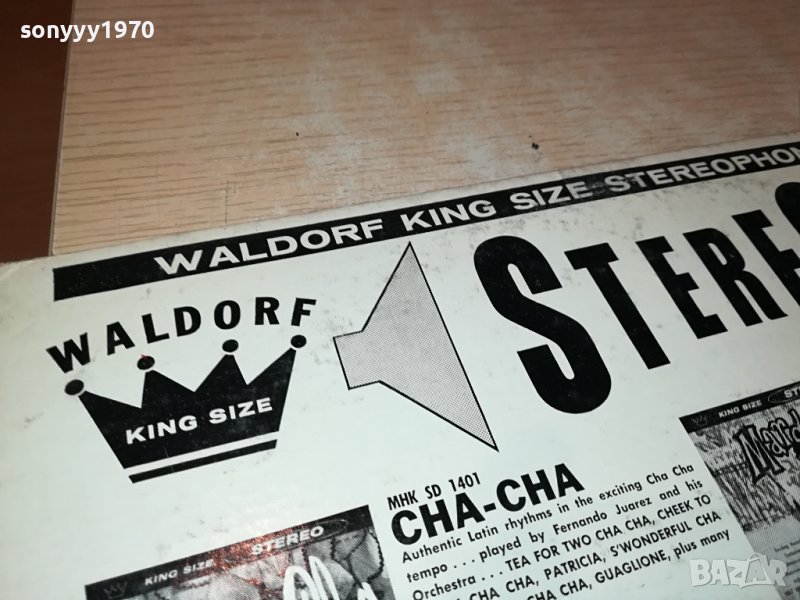 sonyyy1970
WALDORF KING SIZE STEREOPHON
WALDORF
KING SIZE
STEREO
KING SIZE
MHK SD 1401
CHA-CHA
Authentic Latin rhythms in the exciting Cha Cha
tempo . . . played by Fernando Juarez and his
Orchestra . . . TEA FOR TWO CHA CHA, CHEEK TO
CHA CHA, PATRICIA, S'WONDERFUL CHA
CHA CHA, GUAGLIONE, plus many
KING SIZE STEREO
BAZAR